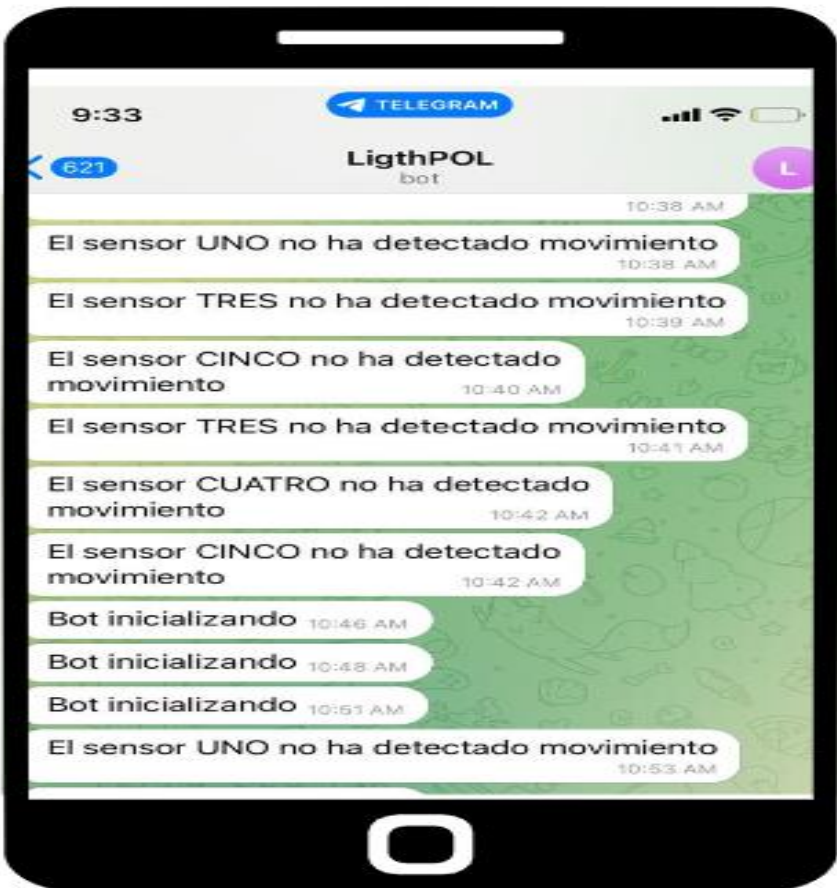 9:33
TELEGRAM
621
LigthPOL
bot
L
10:38 AM
El sensor UNO no ha detectado movimiento
10:38 AM
El sensor TRES no ha detectado movimiento
10:39 AM
El sensor CINCO no ha detectado
movimiento 10:40 AM
El sensor TRES no ha detectado movimiento
10:41 AM
El sensor CUATRO no ha detectado
movimiento 10:42 AM
El sensor CINCO no ha detectado
movimiento 10:42 AM
Bot inicializando 10:46 AM
Bot inicializando 10:48 AM
Bot inicializando 10:51 AM
El sensor UNO no ha detectado movimiento
10:53 AM